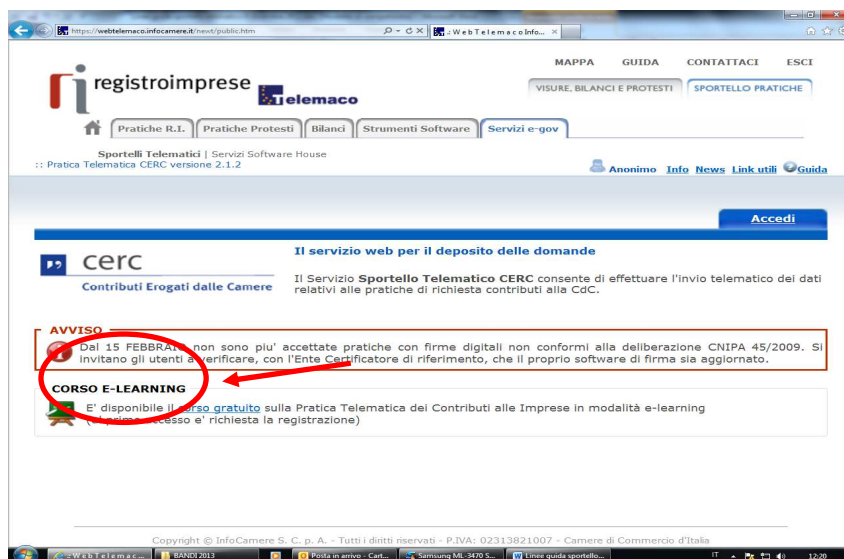 https://webtelemaco.infocamere.it/newt/public.htm
.:WebTelemacoInfo...
MAPPA GUIDA CONTATTACI ESCI
registroimprese
Telemaco
VISURE, BILANCI E PROTESTI SPORTELLO PRATICHE
Pratiche R.I. Pratiche Protesti Bilanci Strumenti Software Servizi e-gov
Sportelli Telematici | Servizi Software House
:: Pratica Telematica CERC versione 2.1.2
Anonimo Info News Link utili Guida
Accedi
cerc
Contributi Erogati dalle Camere
Il servizio web per il deposito delle domande
Il Servizio Sportello Telematico CERC consente di effettuare l'invio telematico dei dati
relativi alle pratiche di richiesta contributi alla CdC.
AVVISO
Dal 15 FEBBRAIO non sono piu' accettate pratiche con firme digitali non conformi alla deliberazione CNIPA 45/2009. Si
invitano gli utenti a verificare, con l'Ente Certificatore di riferimento, che il proprio software di firma sia aggiornato.
CORSO E-LEARNING
E' disponibile il corso gratuito sulla Pratica Telematica dei Contributi alle Imprese in modalità e-learning
(al primo accesso e' richiesta la registrazione)
Copyright © InfoCamere S. C. p. A. - Tutti i diritti riservati - P.IVA: 02313821007 - Camere di Commercio d'Italia
.:WebTelemac... BANDI 2013 Posta in arrivo - Cart... Samsung ML-3470 S... Linee guida sportello... IT 12:20